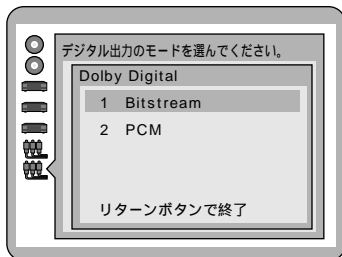 デジタル出力のモードを選んでください。
Dolby Digital
1 Bitstream
2 PCM
リターンボタンで終了